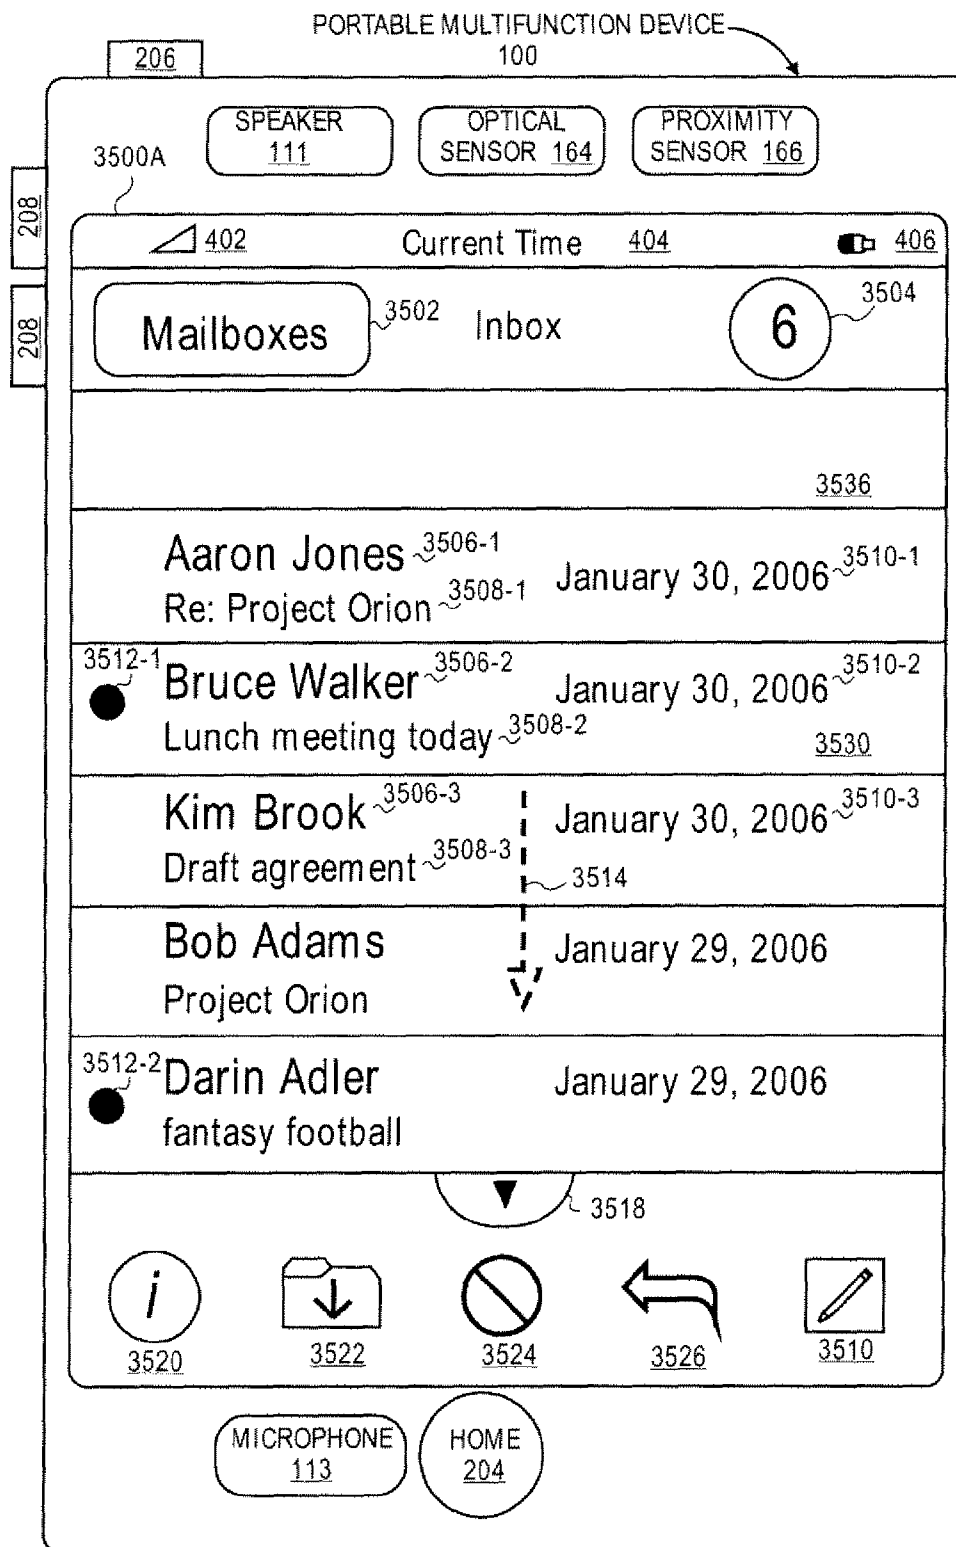 PORTABLE MULTIFUNCTION DEVICE
100
206
SPEAKER
111
OPTICAL
SENSOR 164
PROXIMITY
SENSOR 166
3500A
208
208
402
Current Time
404
406
Mailboxes
3502
Inbox
6
3504
3536
Aaron Jones 3506-1
January 30, 2006 3510-1
Re: Project Orion 3508-1
3512-1
Bruce Walker 3506-2
January 30, 2006 3510-2
Lunch meeting today 3508-2
3530
Kim Brook 3506-3
January 30, 2006 3510-3
Draft agreement 3508-3
3514
Bob Adams
January 29, 2006
Project Orion
3512-2
Darin Adler
January 29, 2006
fantasy football
3518
i
3520
3522
3524
3526
3510
MICROPHONE
113
HOME
204